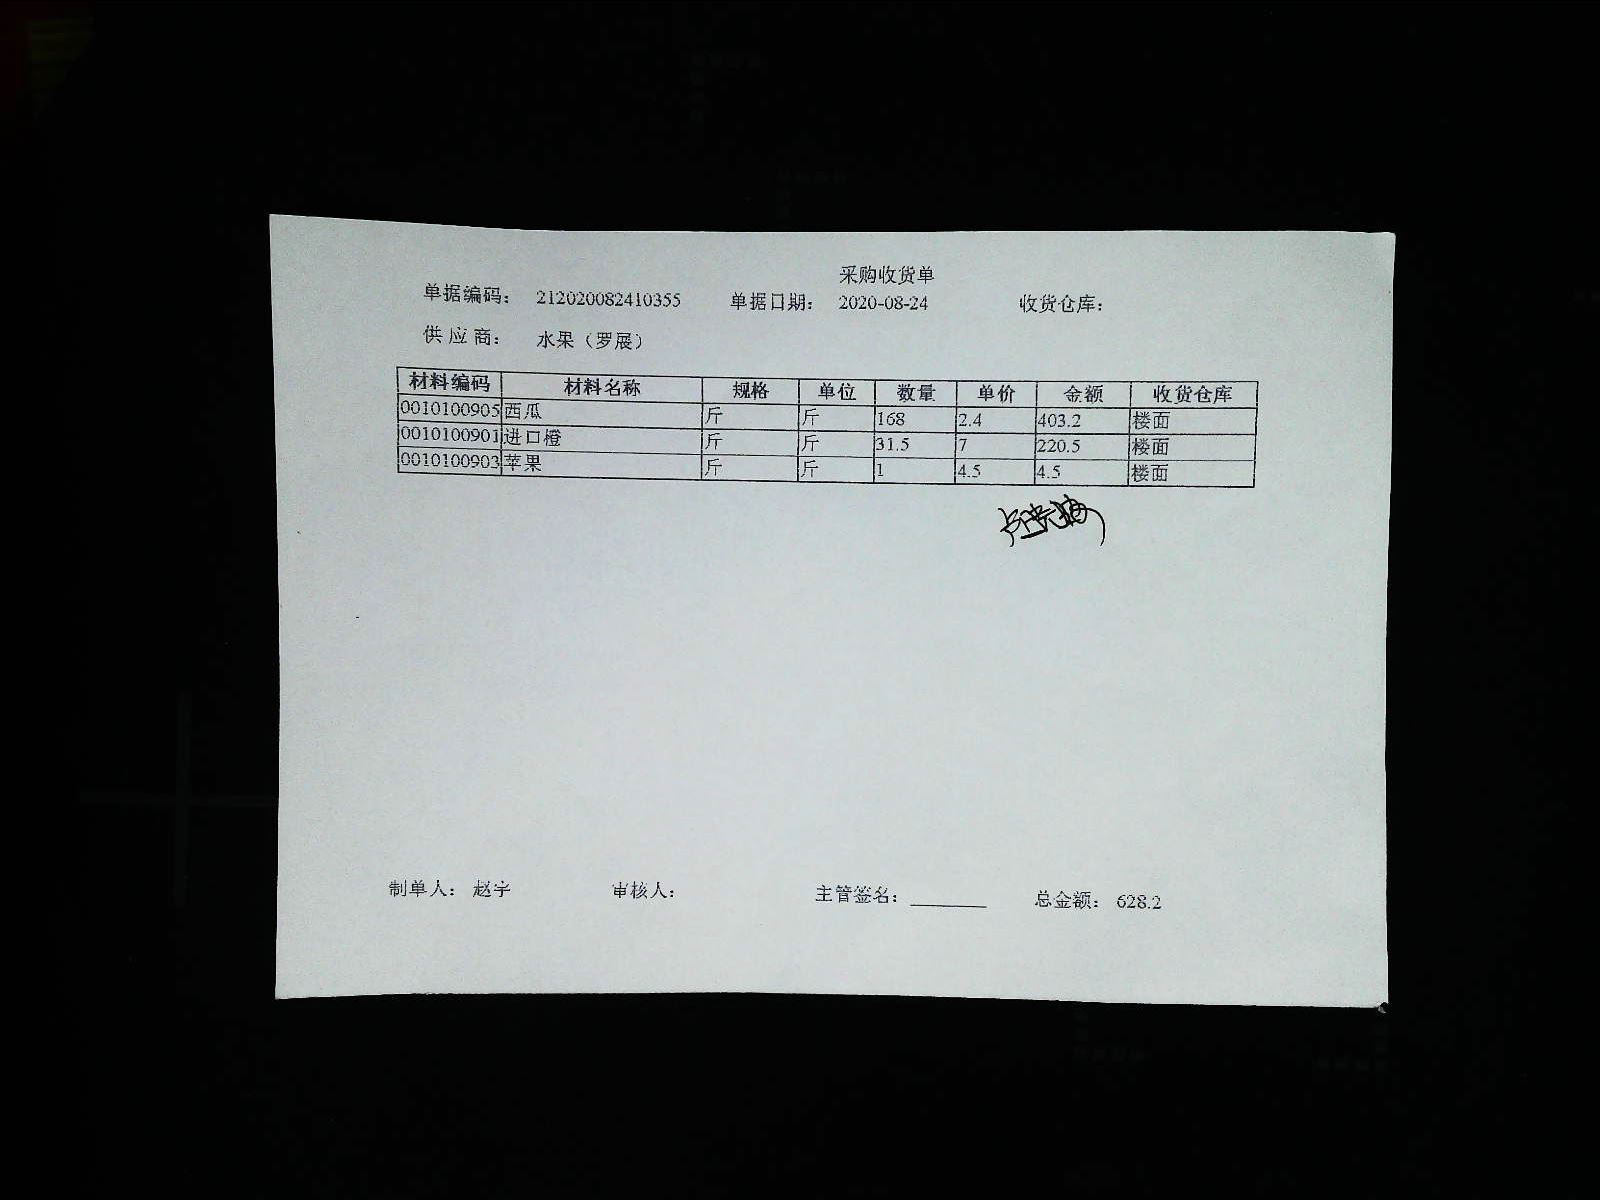 采购收货单
单据编码： 212020082410355 单据日期： 2020-08-24 收货仓库：
供 应 商： 水果（罗展）
材料编码 材料名称 规格 单位 数量 单价 金额 收货仓库
0010100905 西瓜 斤 斤 168 2.4 403.2 楼面
0010100901 进口橙 斤 斤 31.5 7 220.5 楼面
0010100903 苹果 斤 斤 1 4.5 4.5 楼面
制单人： 赵宇 审核人： 主管签名： 总金额： 628.2